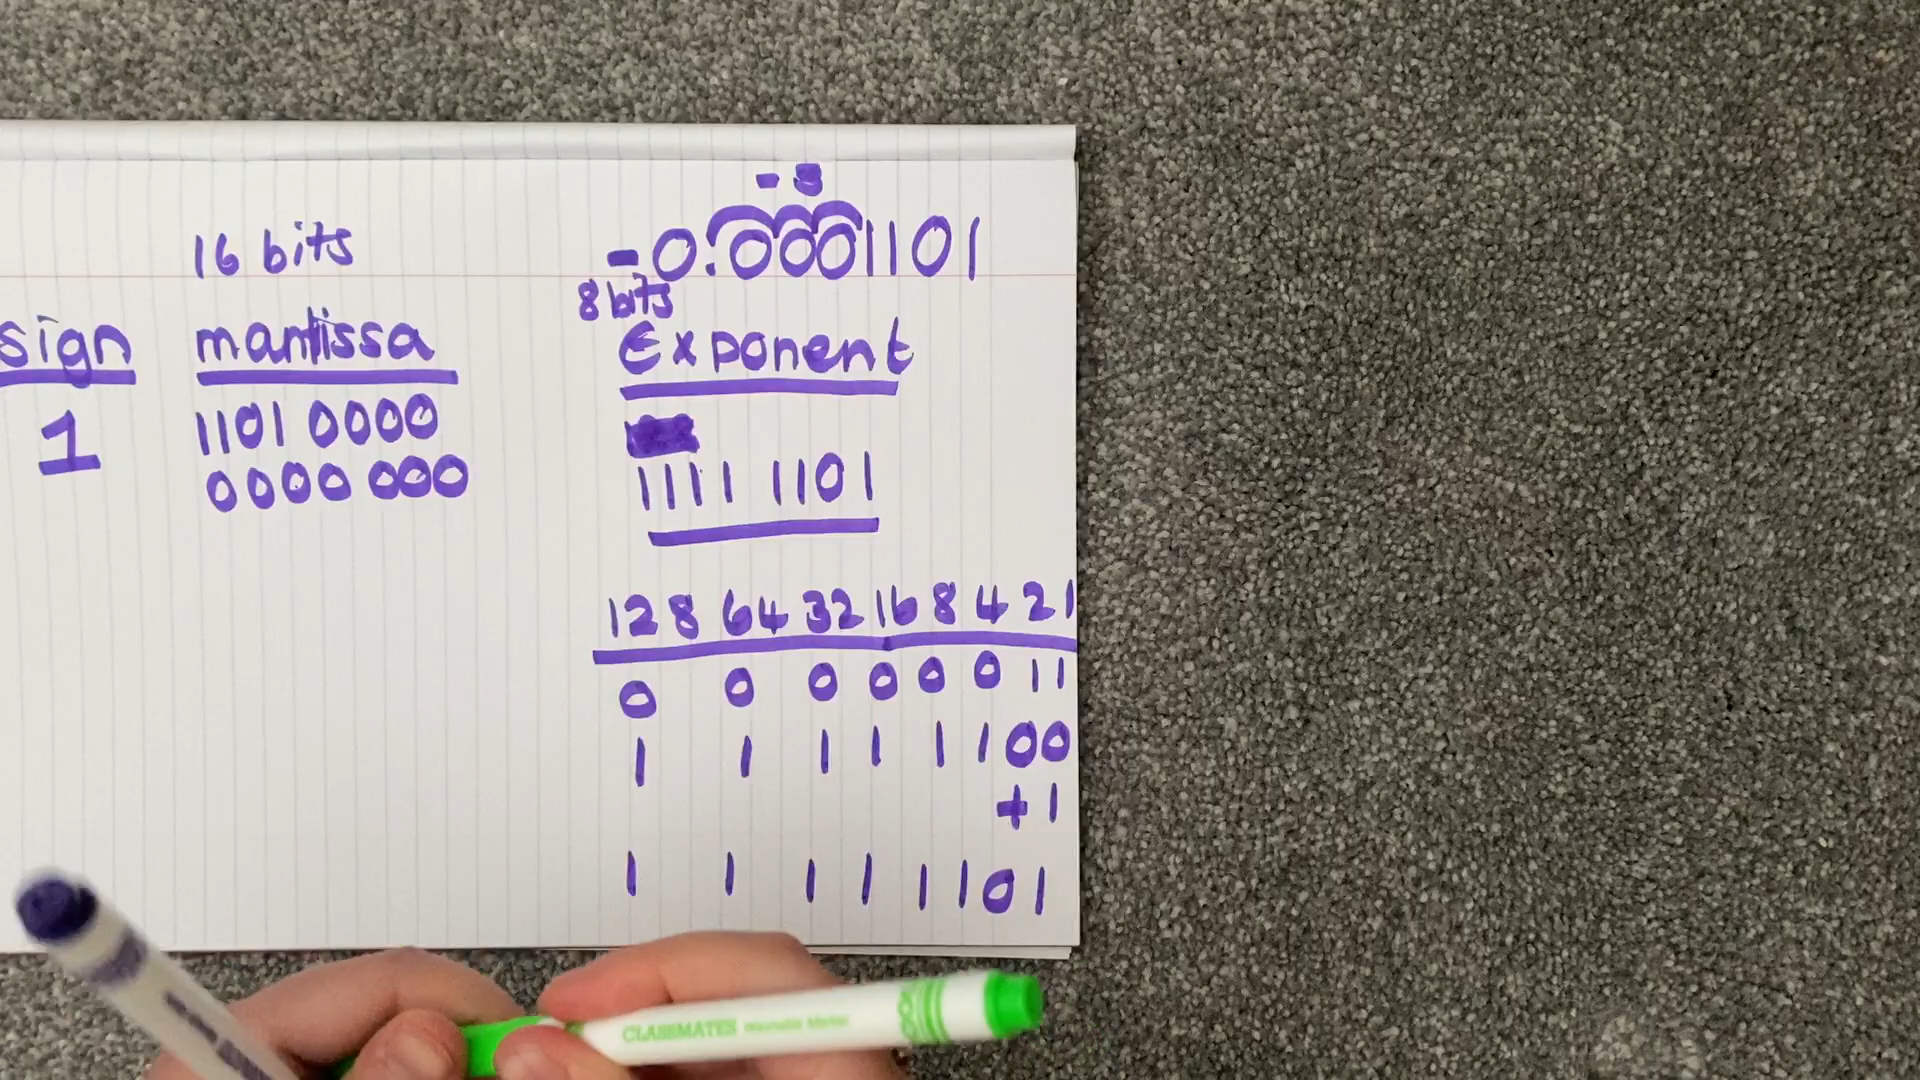 - 3
16 bits
-0.0001101
8 bits
sign mantissa Exponent
1
1101 0000
0000 000
1111 1101
128 64 32 16 8 4 2 1
0 0 0 0 0 0 1 1
1 1 1 1 1 1 0 0
+1
1 1 1 1 1 1 0 1
CLASSMATES